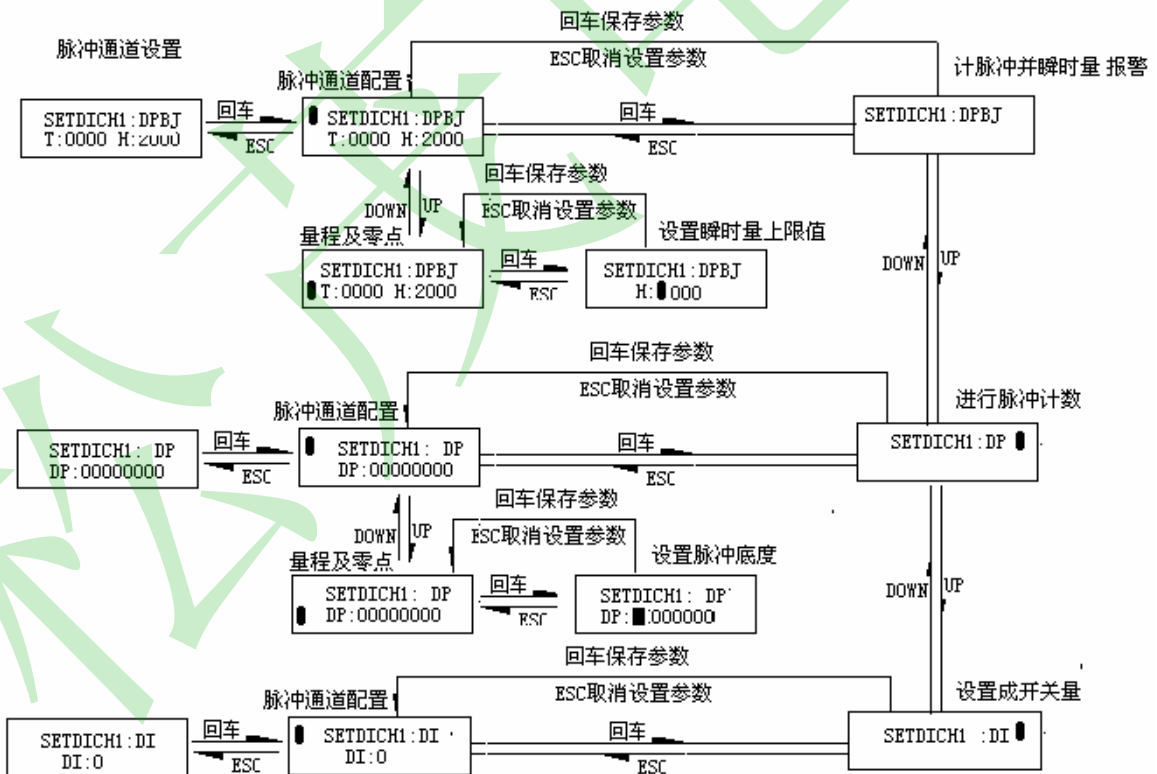 回车保存参数
脉冲通道设置
ESC取消设置参数
计脉冲并瞬时量 报警
脉冲通道配置
SETDICH1:DPBJ
T:0000 H:2000
回车
ESC
SETDICH1:DPBJ
T:0000 H:2000
回车
ESC
SETDICH1:DPBJ
回车保存参数
DOWN
UP
ESC取消设置参数
量程及零点
设置瞬时量上限值
SETDICH1:DPBJ
T:0000 H:2000
回车
ESC
SETDICH1:DPBJ
H: 000
DOWN
UP
回车保存参数
ESC取消设置参数
脉冲通道配置
进行脉冲计数
SETDICH1: DP
DP:00000000
回车
ESC
SETDICH1: DP
DP:00000000
回车
ESC
SETDICH1:DP
回车保存参数
DOWN
UP
ESC取消设置参数
量程及零点
设置脉冲底度
SETDICH1: DP
DP:00000000
回车
ESC
SETDICH1: DP
DP: 000000
DOWN
UP
回车保存参数
脉冲通道配置
ESC取消设置参数
设置成开关量
SETDICH1:DI
DI:0
回车
ESC
SETDICH1:DI
DI:0
回车
ESC
SETDICH1 :DI